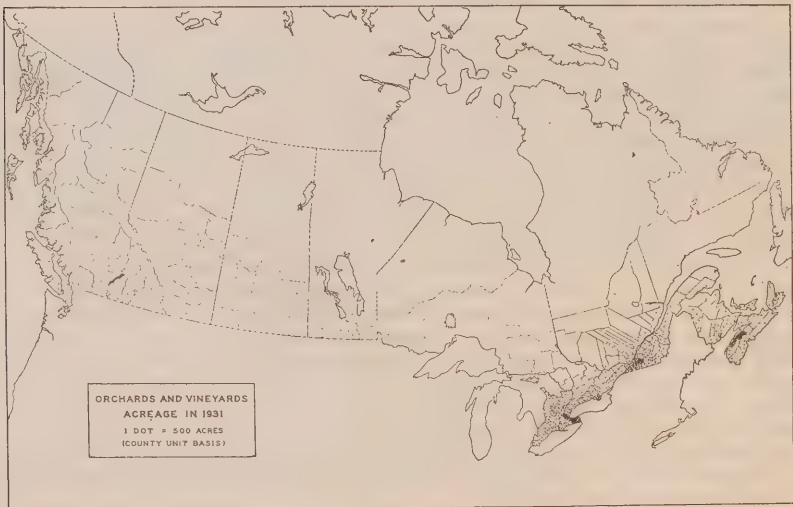 ORCHARDS AND VINEYARDS
ACREAGE IN 1931
1 DOT = 500 ACRES
(COUNTY UNIT BASIS)